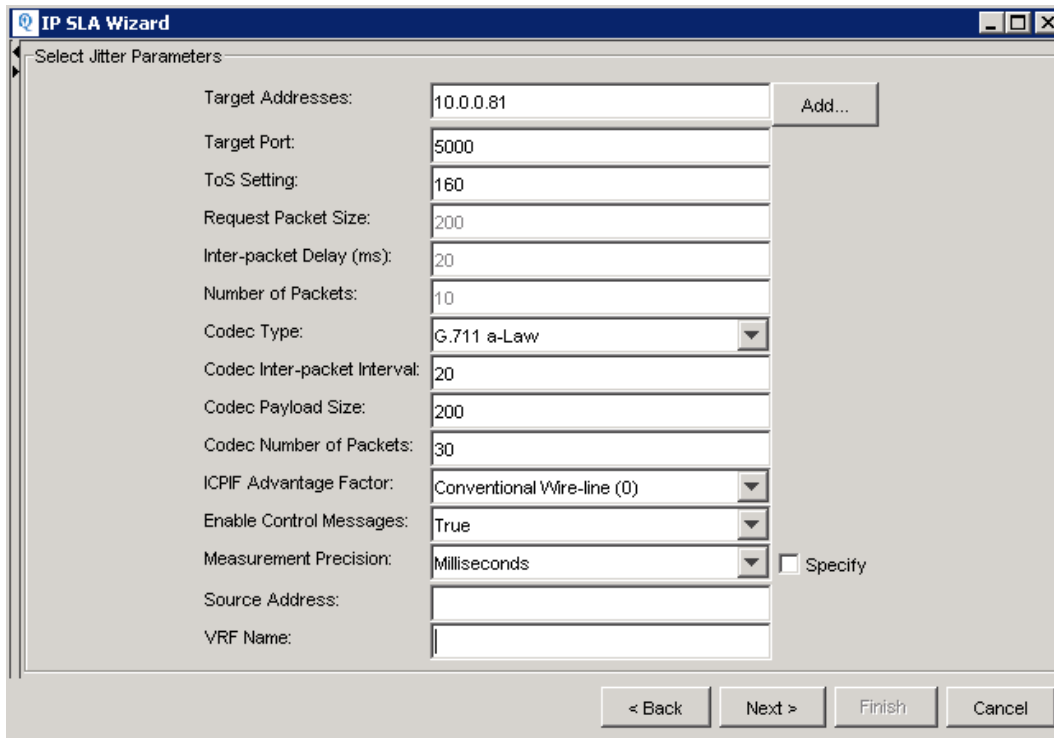 IP SLA Wizard
Select Jitter Parameters
Target Addresses: 10.0.0.81 Add...
Target Port: 5000
ToS Setting: 160
Request Packet Size: 200
Inter-packet Delay (ms): 20
Number of Packets: 10
Codec Type: G.711 a-Law
Codec Inter-packet Interval: 20
Codec Payload Size: 200
Codec Number of Packets: 30
ICPIF Advantage Factor: Conventional Wire-line (0)
Enable Control Messages: True
Measurement Precision: Milliseconds Specify
Source Address:
VRF Name:
< Back Next > Finish Cancel